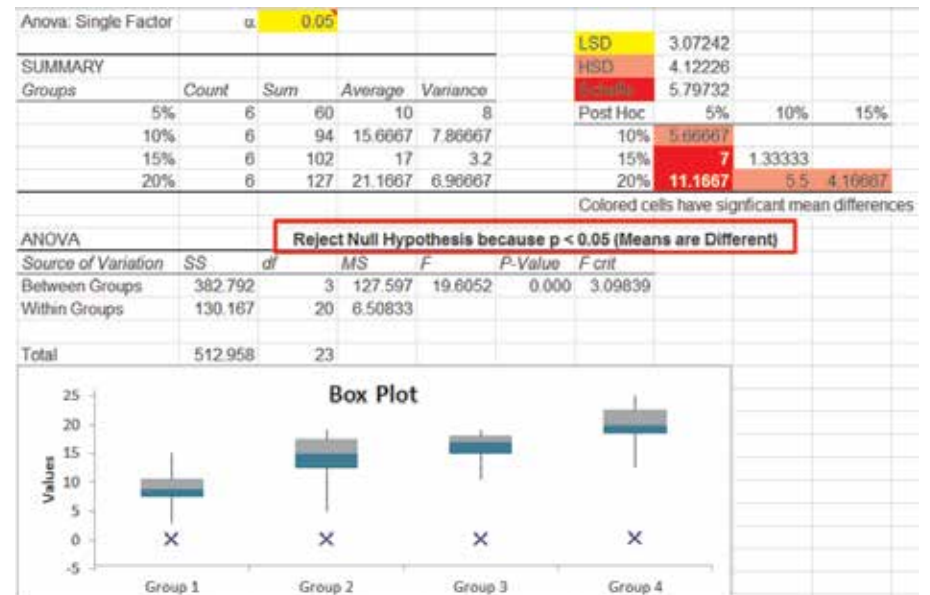 Anova: Single Factor α 0.05
LSD 3.07242
SUMMARY HSD 4.12226
Groups Count Sum Average Variance Scheffe 5.79732
5% 6 60 10 8 Post Hoc 5% 10% 15%
10% 6 94 15.6667 7.86667 10% 5.66667
15% 6 102 17 3.2 15% 7 1.33333
20% 6 127 21.1667 6.96667 20% 11.1667 5.5 4.16667
Colored cells have signficant mean differences
ANOVA Reject Null Hypothesis because p < 0.05 (Means are Different)
Source of Variation SS df MS F P-Value F crit
Between Groups 382.792 3 127.597 19.6052 0.000 3.09839
Within Groups 130.167 20 6.50833
Total 512.958 23
Box Plot
25
20
15
10
5
0
-5
Values
Group 1 Group 2 Group 3 Group 4